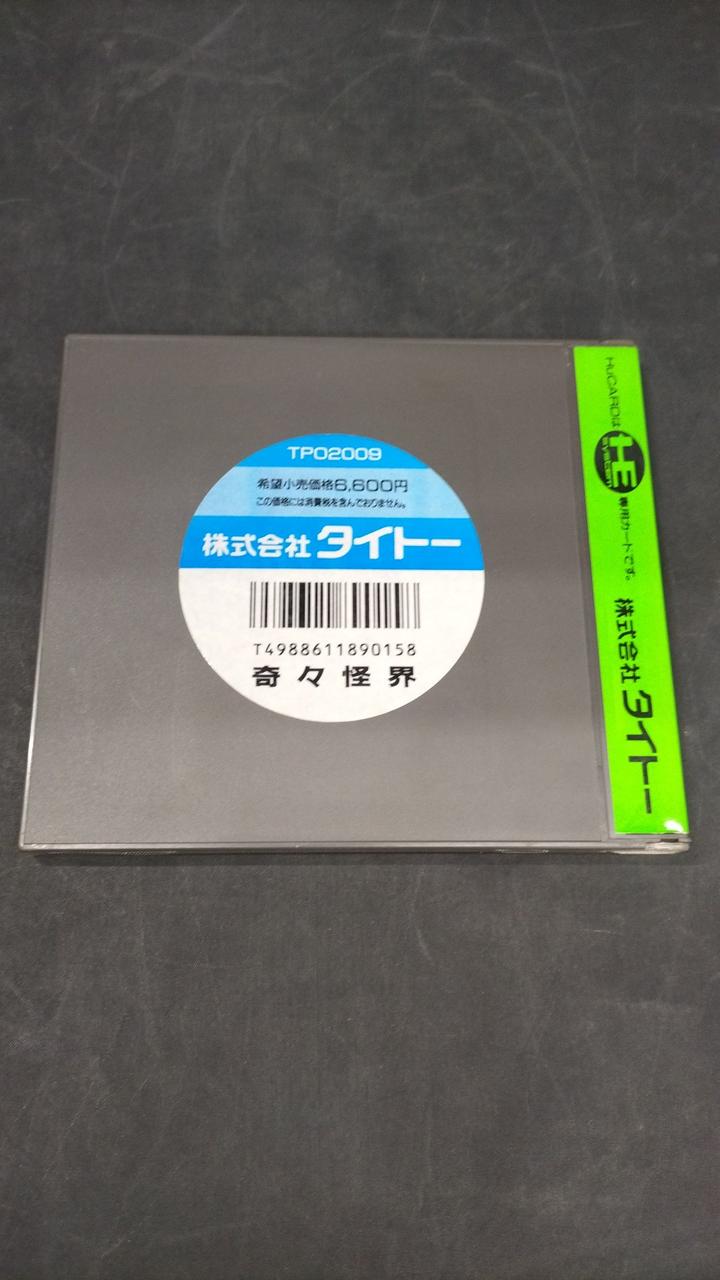 TP02009
希望小売価格6,600円
この価格には消費税を含んでおりません。
株式会社 タイトー
T4988611890158
奇々怪界
HuCARDは HE SYSTEM 専用カードです。 株式会社 タイトー